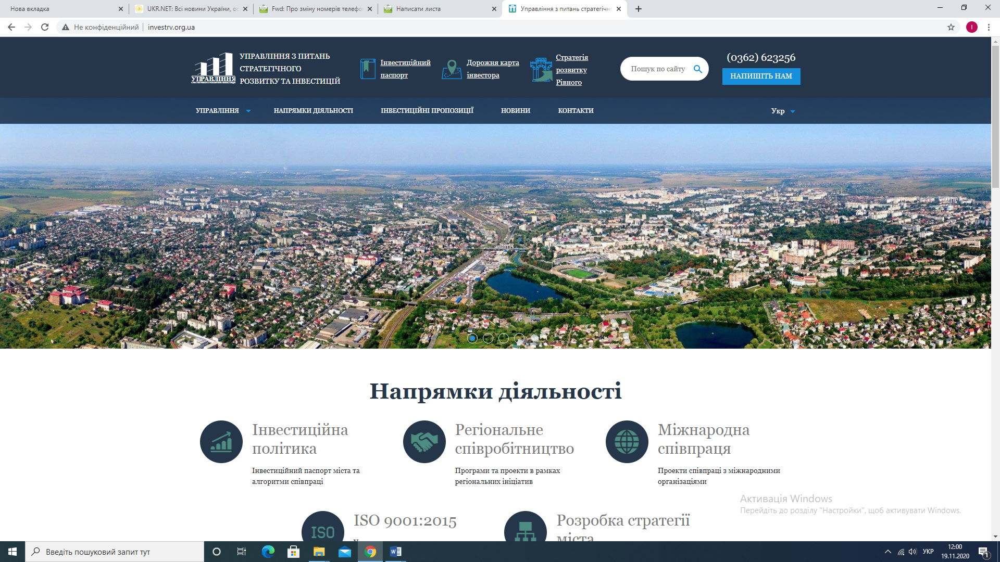 Нова вкладка
UKR.NET: Всі новини України, ос
Fwd: Про зміну номерів телефо
Написати листа
Управління з питань стратегічн
Не конфіденційний
investrv.org.ua
I
УПРАВЛІННЯ
УПРАВЛІННЯ З ПИТАНЬ
СТРАТЕГІЧНОГО
РОЗВИТКУ ТА ІНВЕСТИЦІЙ
Інвестиційний
паспорт
Дорожня карта
інвестора
Стратегія
розвитку
Рівного
Пошук по сайту
(0362) 623256
НАПИШІТЬ НАМ
УПРАВЛІННЯ
НАПРЯМКИ ДІЯЛЬНОСТІ
ІНВЕСТИЦІЙНІ ПРОПОЗИЦІЇ
НОВИНИ
КОНТАКТИ
Укр
Напрямки діяльності
Інвестиційна
політика
Інвестиційний паспорт міста та
алгоритми співпраці
Регіональне
співробітництво
Програми та проекти в рамках
регіональних ініціатив
Міжнародна
співпраця
Проекти співпраці з міжнародними
організаціями
ISO
ISO 9001:2015
Розробка стратегії
міста
Активація Windows
Перейдіть до розділу "Настройки", щоб активувати Windows.
Введіть пошуковий запит тут
УКР
12:00
19.11.2020
1